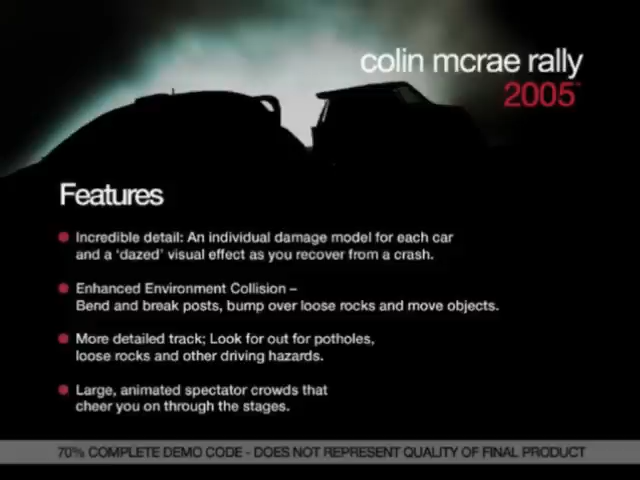 colin mcrae rally
2005™
Features
Incredible detail: An individual damage model for each car
and a ‘dazed’ visual effect as you recover from a crash.
Enhanced Environment Collision –
Bend and break posts, bump over loose rocks and move objects.
More detailed track; Look for out for potholes,
loose rocks and other driving hazards.
Large, animated spectator crowds that
cheer you on through the stages.
70% COMPLETE DEMO CODE - DOES NOT REPRESENT QUALITY OF FINAL PRODUCT